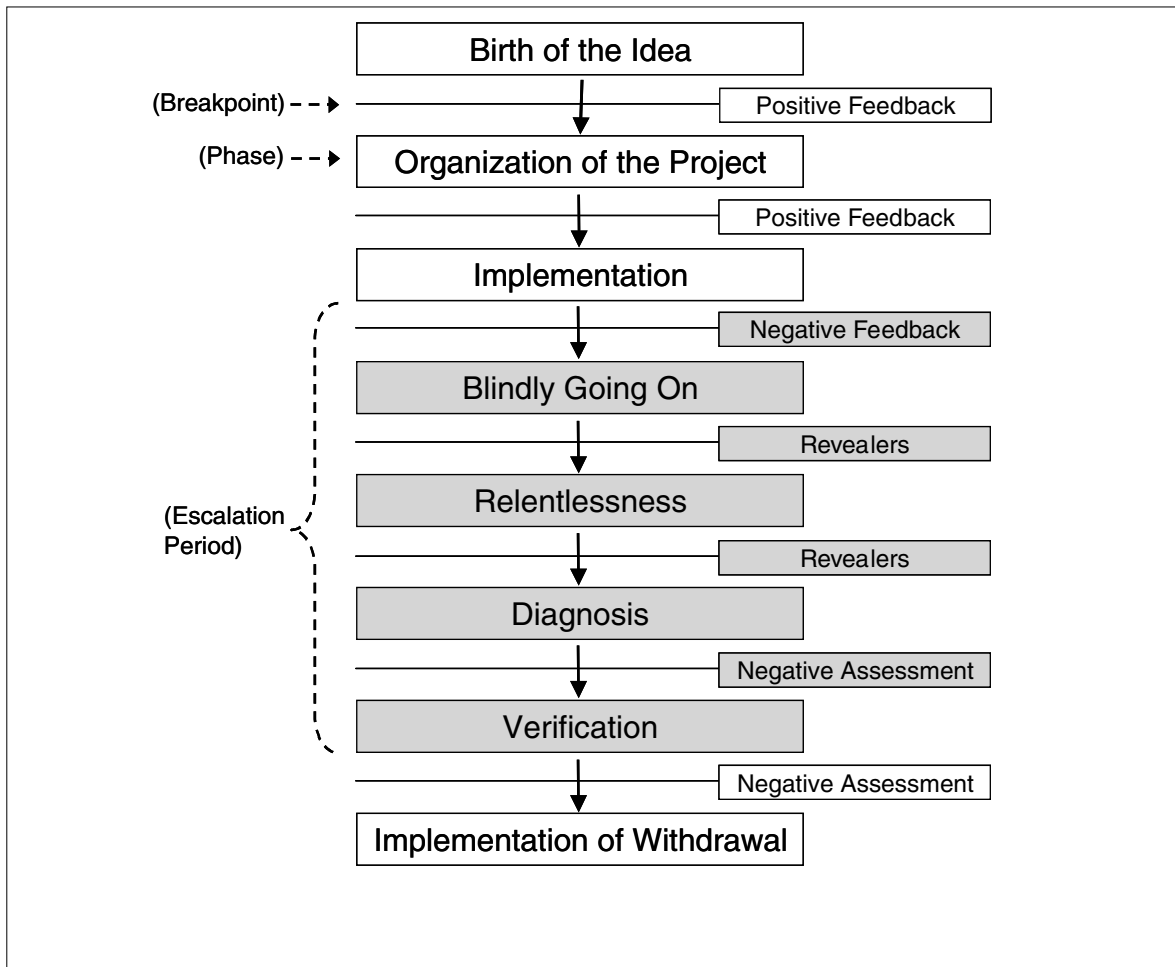 Birth of the Idea
(Breakpoint)
Positive Feedback
(Phase)
Organization of the Project
Positive Feedback
Implementation
Negative Feedback
Blindly Going On
Revealers
Relentlessness
(Escalation
Period)
Revealers
Diagnosis
Negative Assessment
Verification
Negative Assessment
Implementation of Withdrawal